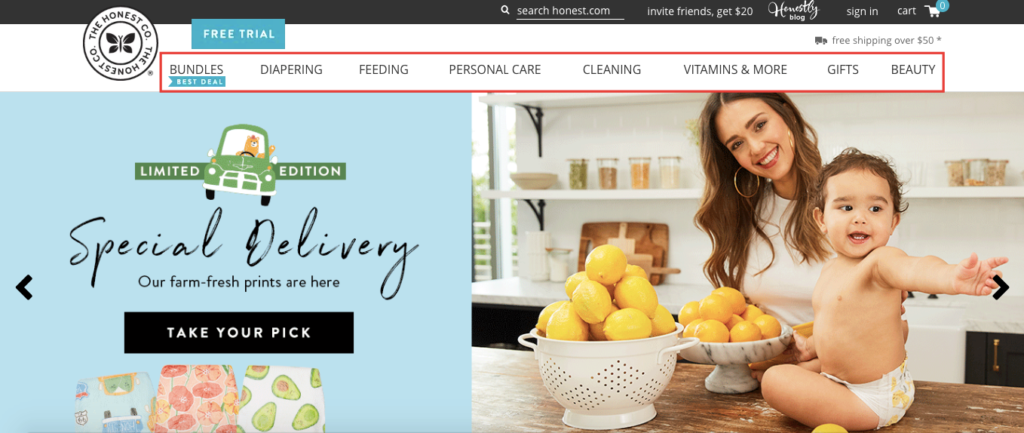 search honest.com
invite friends, get $20
Honestly
blog
sign in
cart
0
THE HONEST CO. THE HONEST CO.
®
FREE TRIAL
free shipping over $50 *
BUNDLES
BEST DEAL
DIAPERING
FEEDING
PERSONAL CARE
CLEANING
VITAMINS & MORE
GIFTS
BEAUTY
LIMITED EDITION
Special Delivery
Our farm-fresh prints are here
TAKE YOUR PICK